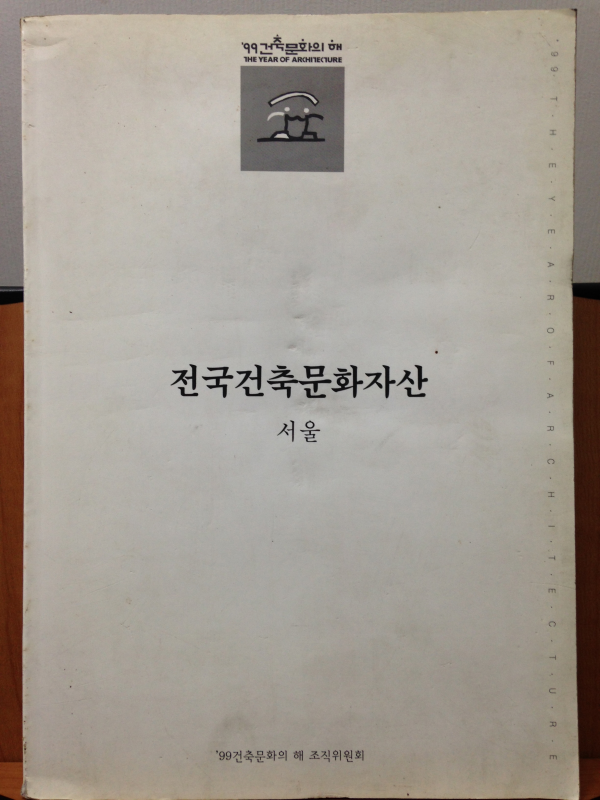 '99건축문화의 해
THE YEAR OF ARCHITECTURE
전국건축문화자산
서울
'99건축문화의 해 조직위원회
'99·T·H·E·Y·E·A·R·O·F·A·R·C·H·I·T·E·C·T·U·R·E